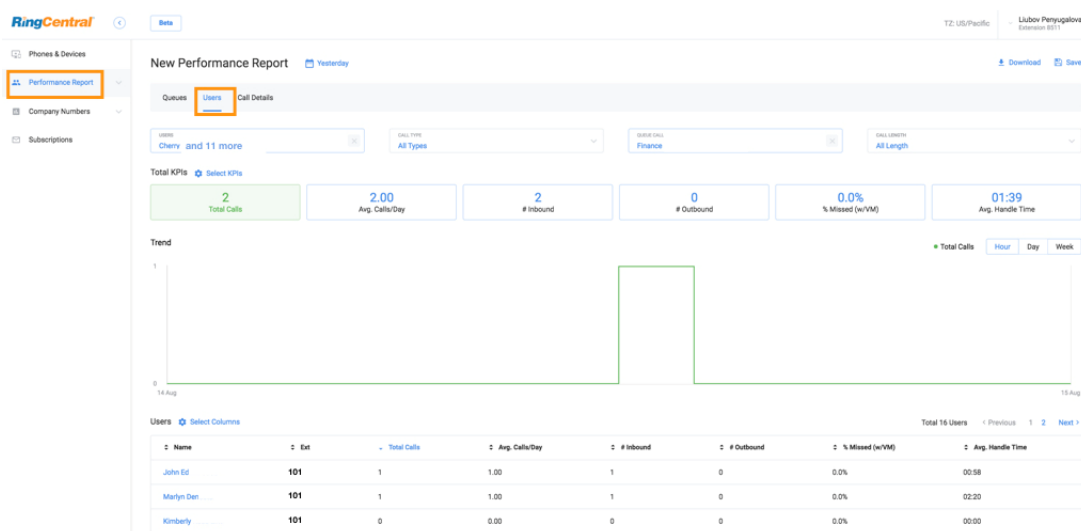 RingCentral Beta TZ: US/Pacific Liubov Penyugalova
Extension 8511
Phones & Devices
Performance Report
Company Numbers
Subscriptions
New Performance Report Yesterday Download Save
Queues Users Call Details
USERS CALL TYPE QUEUE CALL CALL LENGTH
Cherry and 11 more All Types Finance All Length
Total KPIs Select KPIs
2 2.00 2 0 0.0% 01:39
Total Calls Avg. Calls/Day # Inbound # Outbound % Missed (w/VM) Avg. Handle Time
Trend Total Calls Hour Day Week
1
0
14 Aug 15 Aug
Users Select Columns Total 16 Users < Previous 1 2 Next >
Name Ext Total Calls Avg. Calls/Day # Inbound # Outbound % Missed (w/VM) Avg. Handle Time
John Ed 101 1 1.00 1 0 0.0% 00:58
Marlyn Den 101 1 1.00 1 0 0.0% 02:20
Kimberly 101 0 0.00 0 0 0.0% 00:00